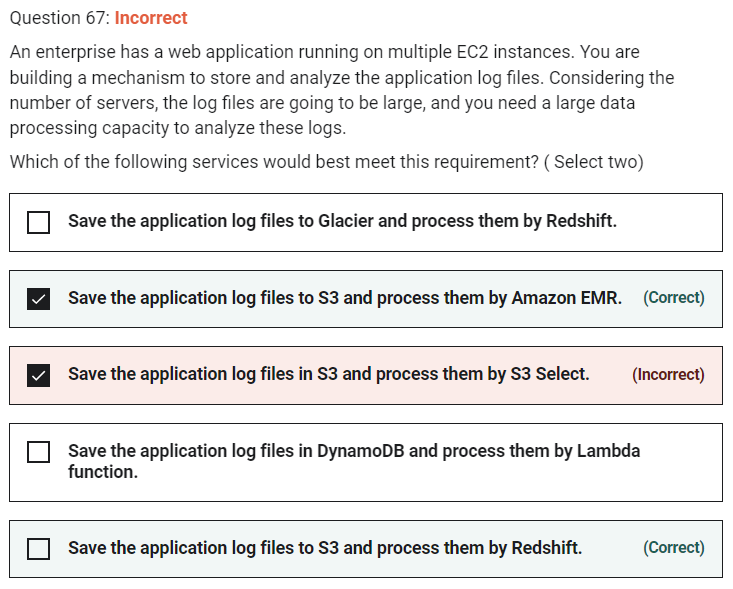 Question 67: Incorrect
An enterprise has a web application running on multiple EC2 instances. You are
building a mechanism to store and analyze the application log files. Considering the
number of servers, the log files are going to be large, and you need a large data
processing capacity to analyze these logs.
Which of the following services would best meet this requirement? ( Select two)
Save the application log files to Glacier and process them by Redshift.
Save the application log files to S3 and process them by Amazon EMR. (Correct)
Save the application log files in S3 and process them by S3 Select. (Incorrect)
Save the application log files in DynamoDB and process them by Lambda
function.
Save the application log files to S3 and process them by Redshift. (Correct)